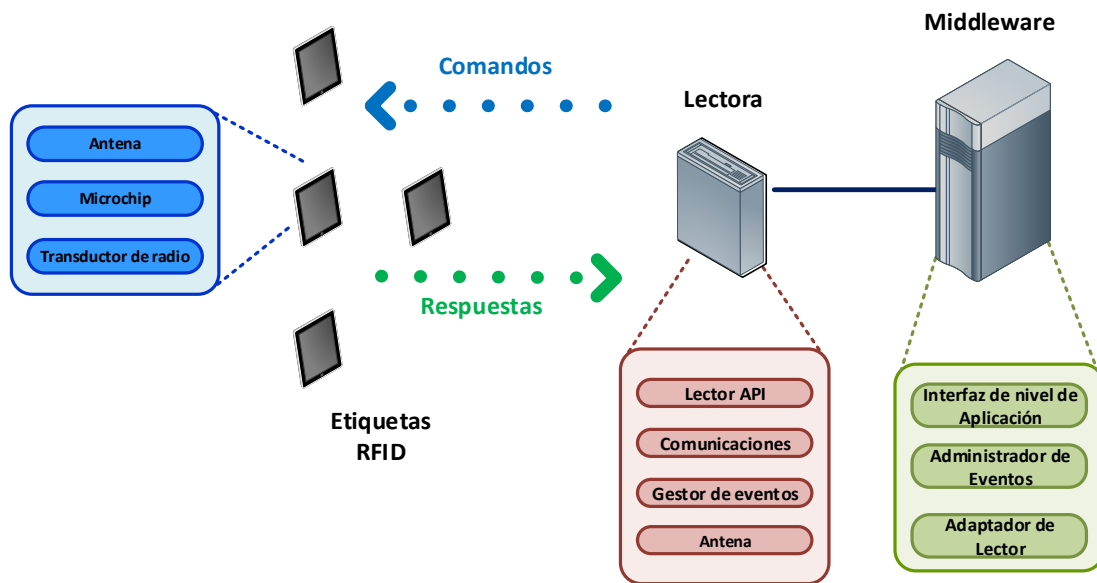 Middleware
Comandos
Lectora
Antena
Microchip
Transductor de radio
Respuestas
Etiquetas
RFID
Lector API
Comunicaciones
Gestor de eventos
Antena
Interfaz de nivel de
Aplicación
Administrador de
Eventos
Adaptador de
Lector